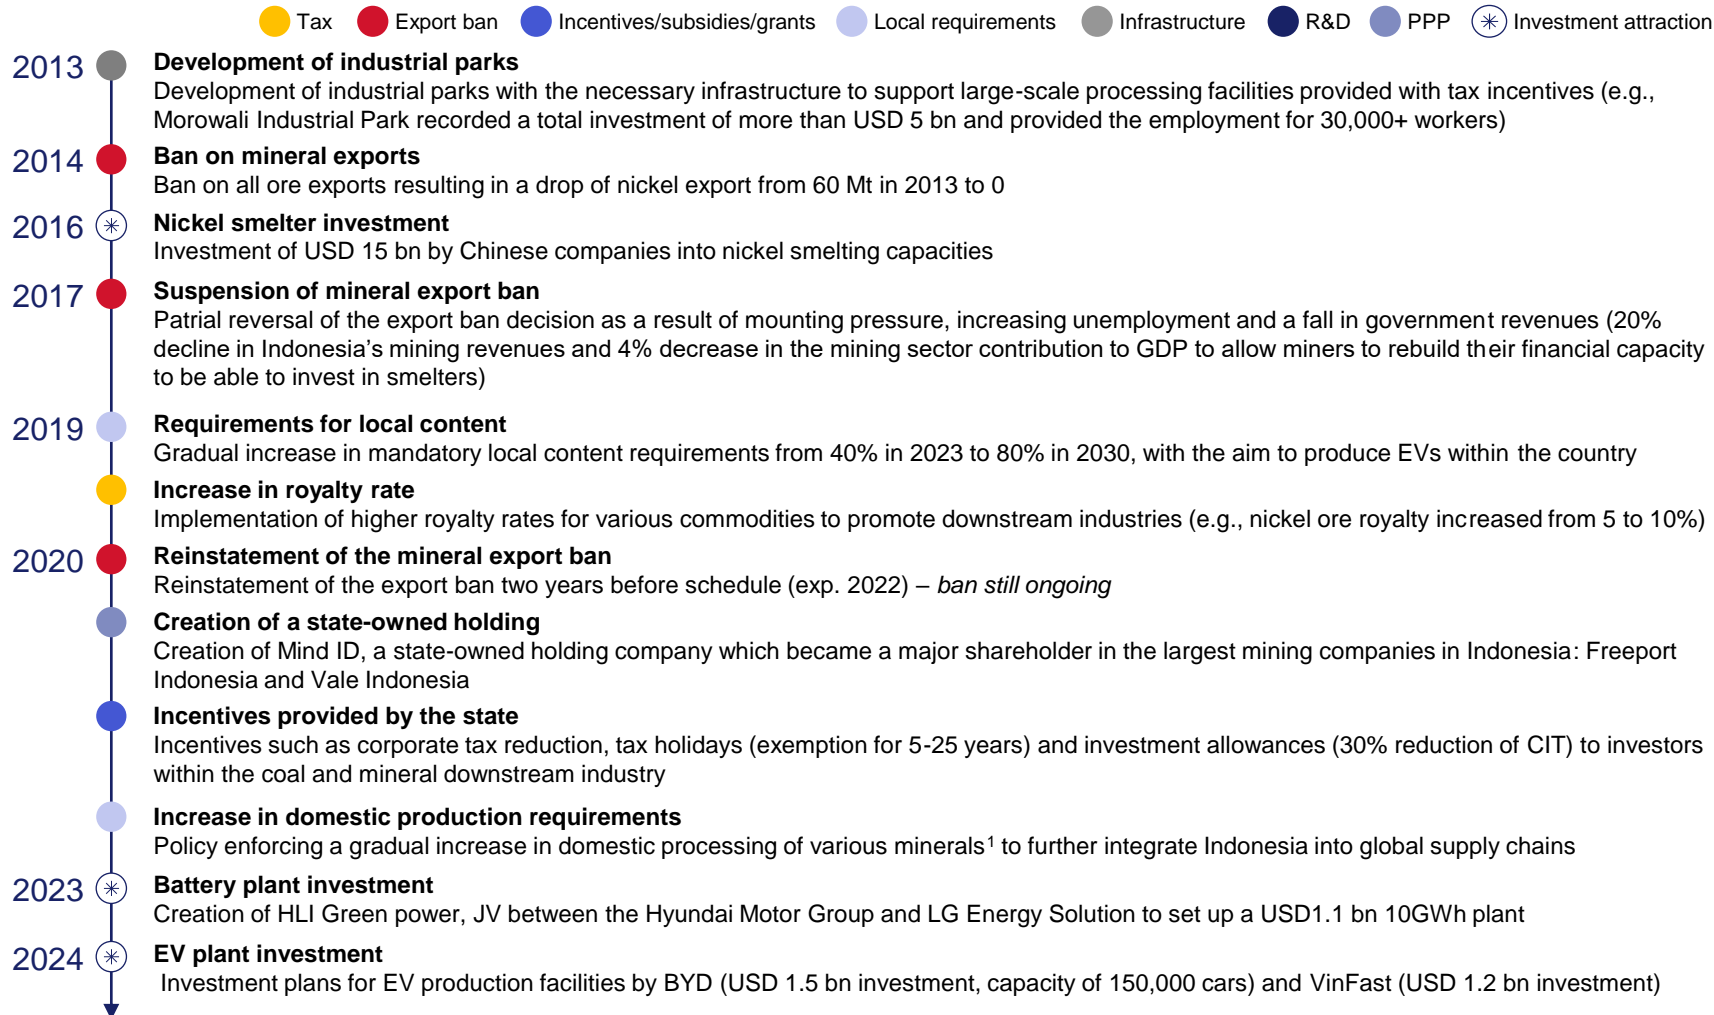 Tax Export ban Incentives/subsidies/grants Local requirements Infrastructure R&D PPP Investment attraction
2013 Development of industrial parks
Development of industrial parks with the necessary infrastructure to support large-scale processing facilities provided with tax incentives (e.g.,
Morowali Industrial Park recorded a total investment of more than USD 5 bn and provided the employment for 30,000+ workers)
2014 Ban on mineral exports
Ban on all ore exports resulting in a drop of nickel export from 60 Mt in 2013 to 0
2016 Nickel smelter investment
Investment of USD 15 bn by Chinese companies into nickel smelting capacities
2017 Suspension of mineral export ban
Patrial reversal of the export ban decision as a result of mounting pressure, increasing unemployment and a fall in government revenues (20%
decline in Indonesia's mining revenues and 4% decrease in the mining sector contribution to GDP to allow miners to rebuild their financial capacity
to be able to invest in smelters)
2019 Requirements for local content
Gradual increase in mandatory local content requirements from 40% in 2023 to 80% in 2030, with the aim to produce EVs within the country
Increase in royalty rate
Implementation of higher royalty rates for various commodities to promote downstream industries (e.g., nickel ore royalty increased from 5 to 10%)
2020 Reinstatement of the mineral export ban
Reinstatement of the export ban two years before schedule (exp. 2022) – ban still ongoing
Creation of a state-owned holding
Creation of Mind ID, a state-owned holding company which became a major shareholder in the largest mining companies in Indonesia: Freeport
Indonesia and Vale Indonesia
Incentives provided by the state
Incentives such as corporate tax reduction, tax holidays (exemption for 5-25 years) and investment allowances (30% reduction of CIT) to investors
within the coal and mineral downstream industry
Increase in domestic production requirements
Policy enforcing a gradual increase in domestic processing of various minerals¹ to further integrate Indonesia into global supply chains
2023 Battery plant investment
Creation of HLI Green power, JV between the Hyundai Motor Group and LG Energy Solution to set up a USD1.1 bn 10GWh plant
2024 EV plant investment
Investment plans for EV production facilities by BYD (USD 1.5 bn investment, capacity of 150,000 cars) and VinFast (USD 1.2 bn investment)